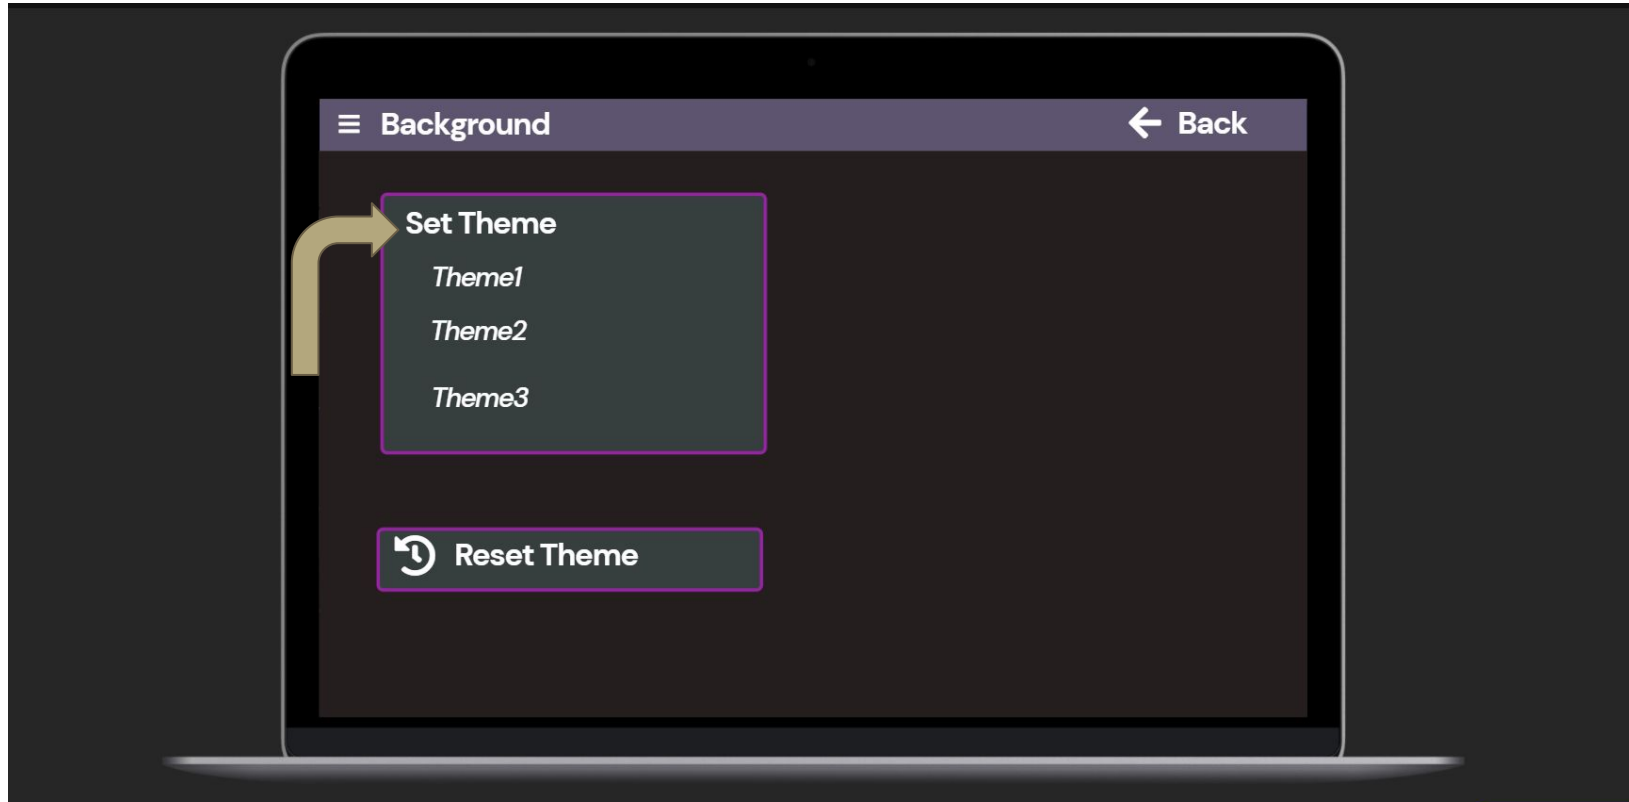 Background
Back
Set Theme
Theme1
Theme2
Theme3
Reset Theme